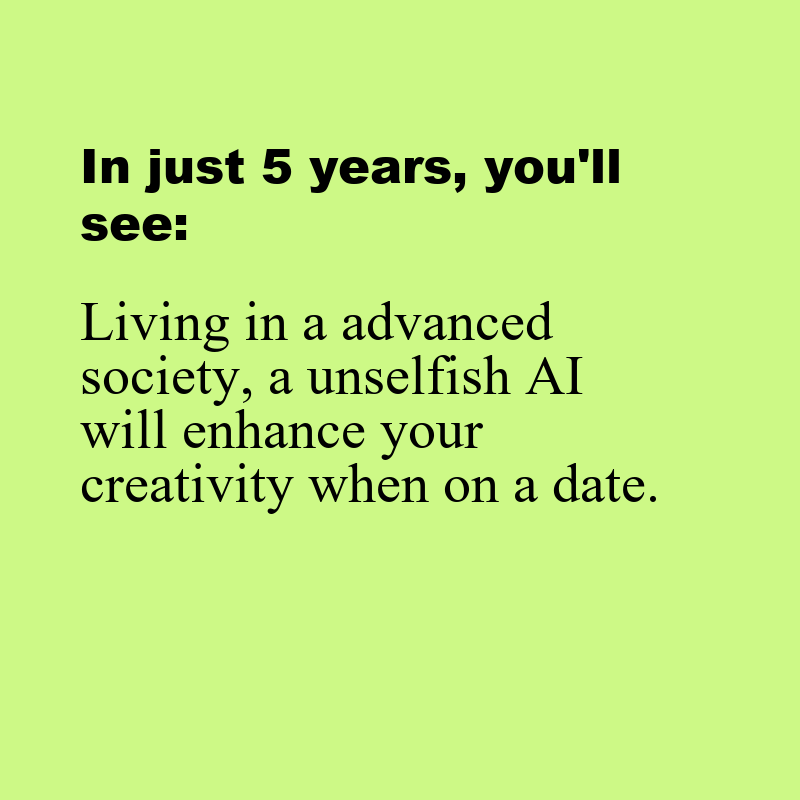 In just 5 years, you'll
see:
Living in a advanced
society, a unselfish AI
will enhance your
creativity when on a date.